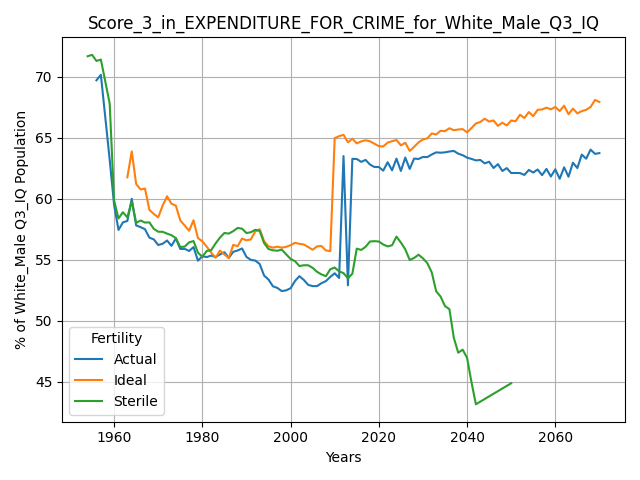 Score_3_in_EXPENDITURE_FOR_CRIME_for_White_Male_Q3_IQ
% of White_Male Q3_IQ Population
70
65
60
55
50
45
Fertility
Actual
Ideal
Sterile
1960 1980 2000 2020 2040 2060
Years